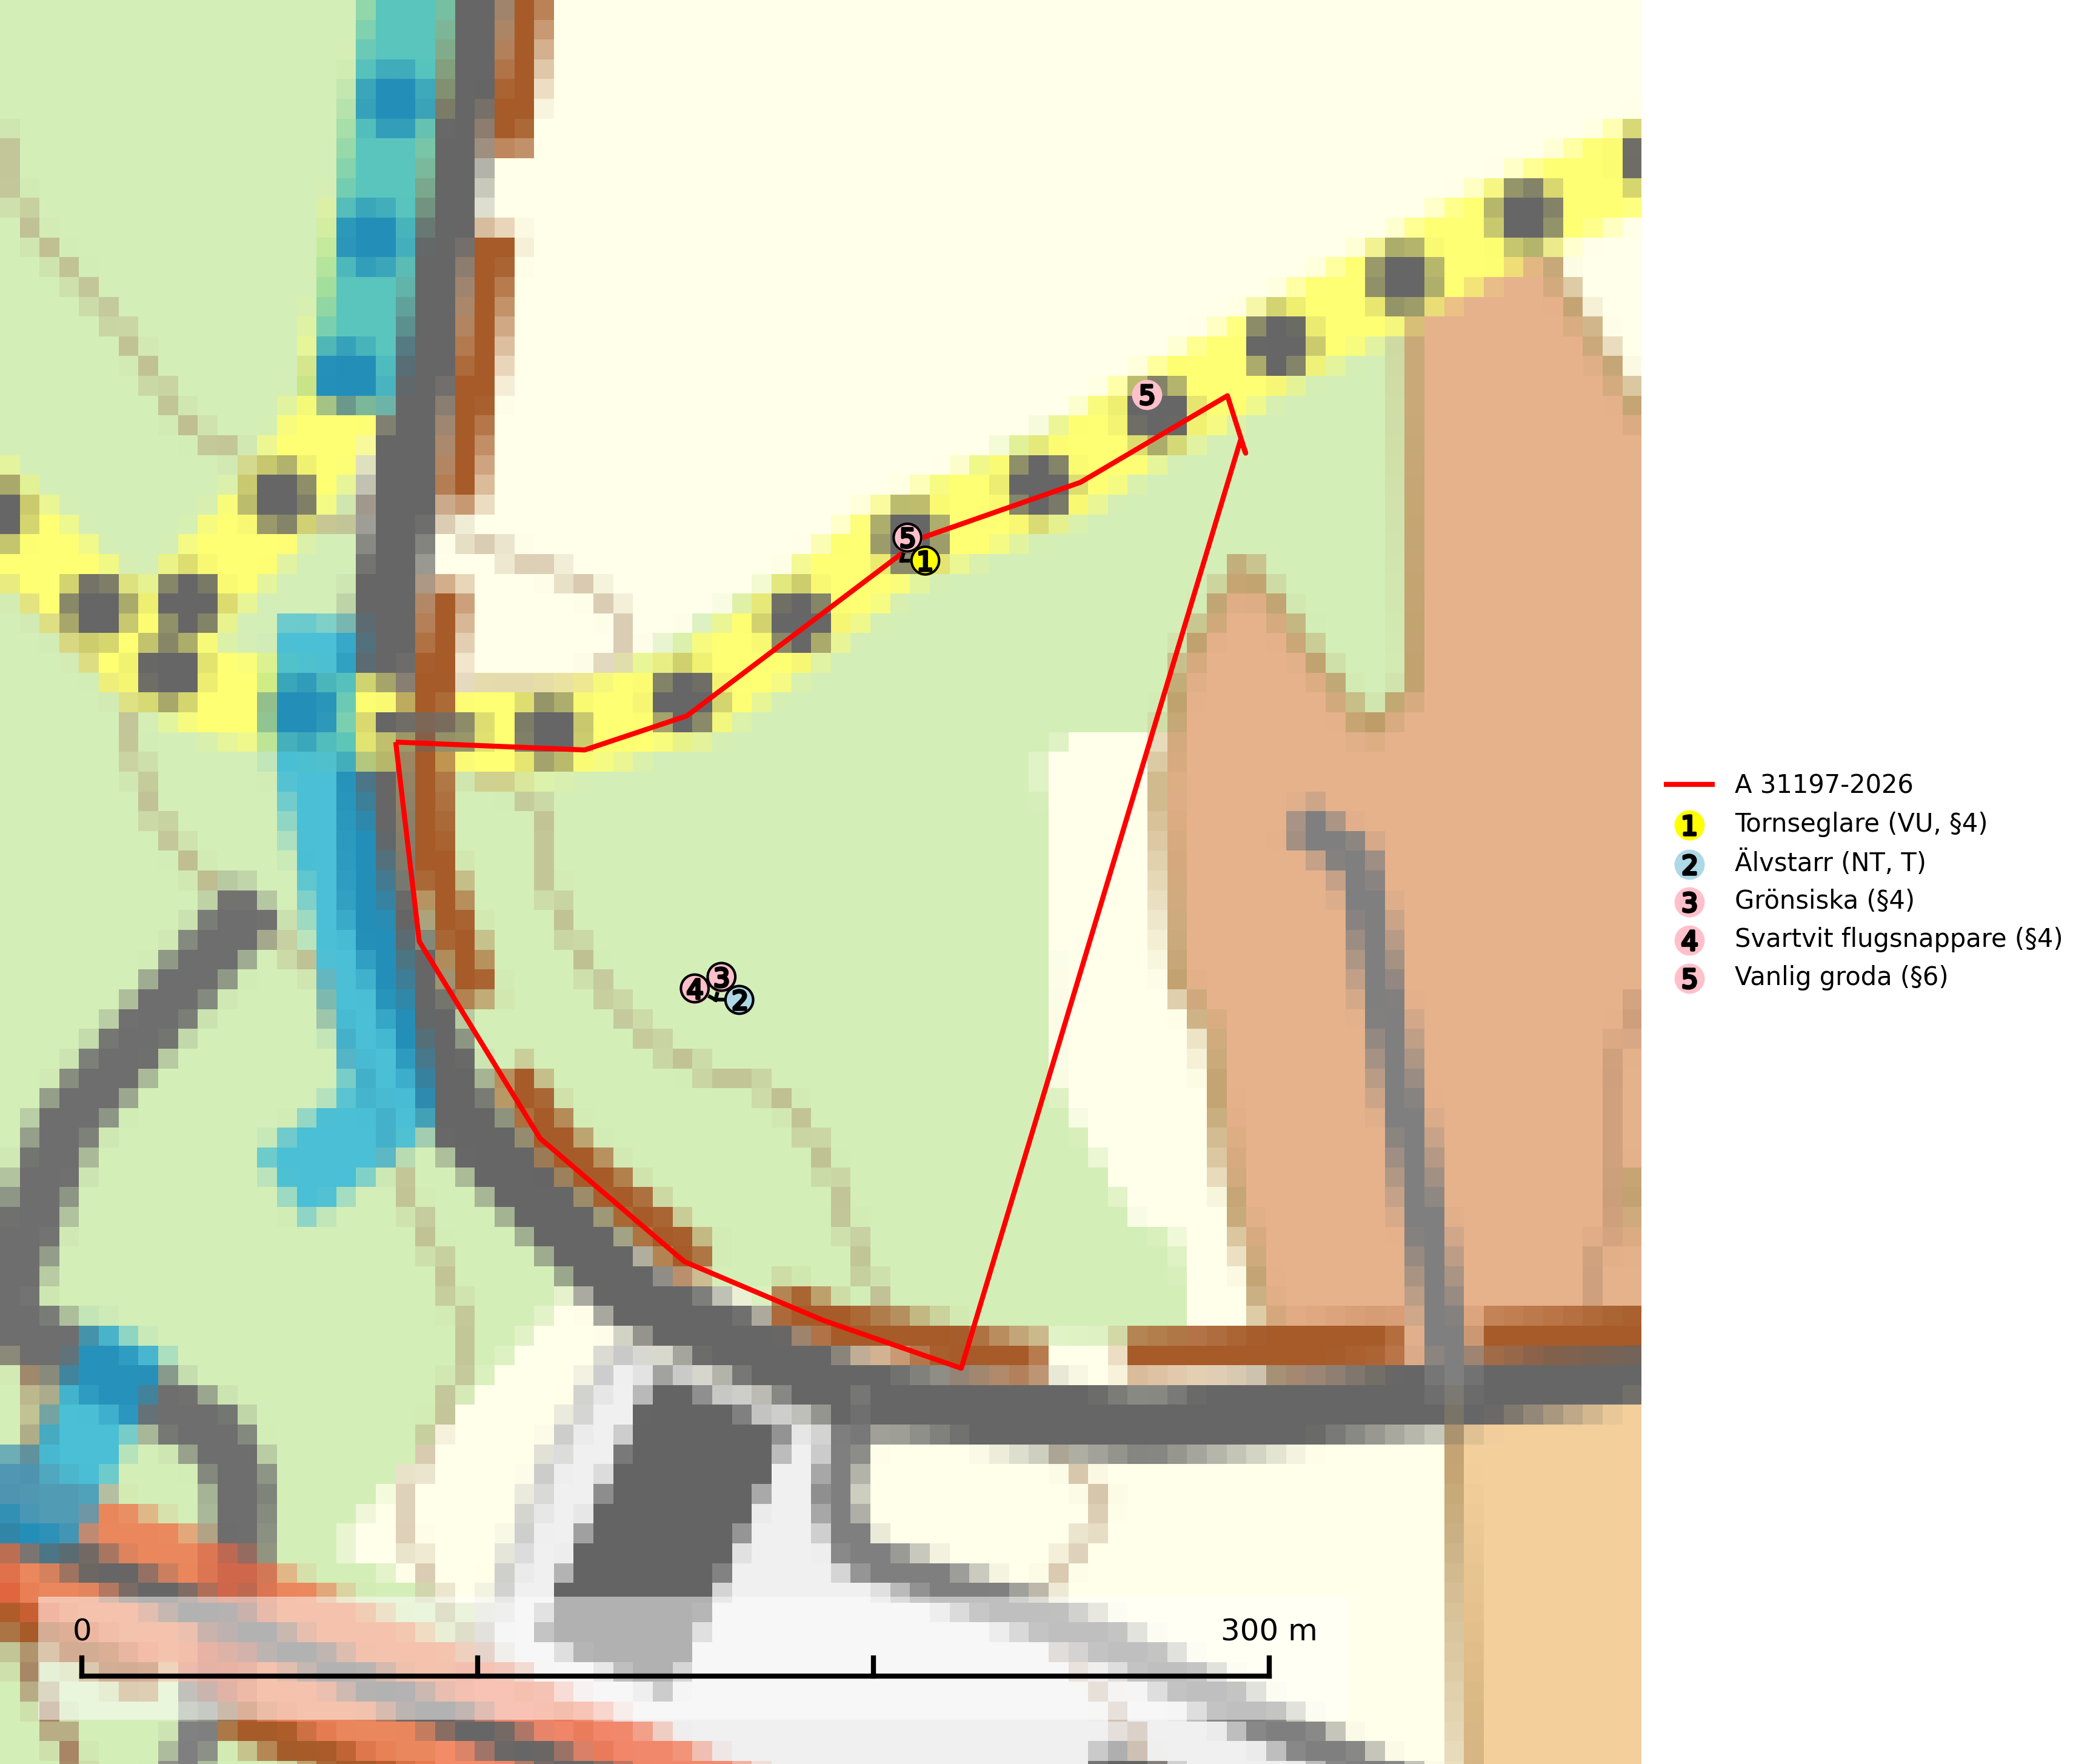 5
5
1
3
4
2
A 31197-2026
1 Tornseglare (VU, §4)
2 Älvstarr (NT, T)
3 Grönsiska (§4)
4 Svartvit flugsnappare (§4)
5 Vanlig groda (§6)
0 300 m